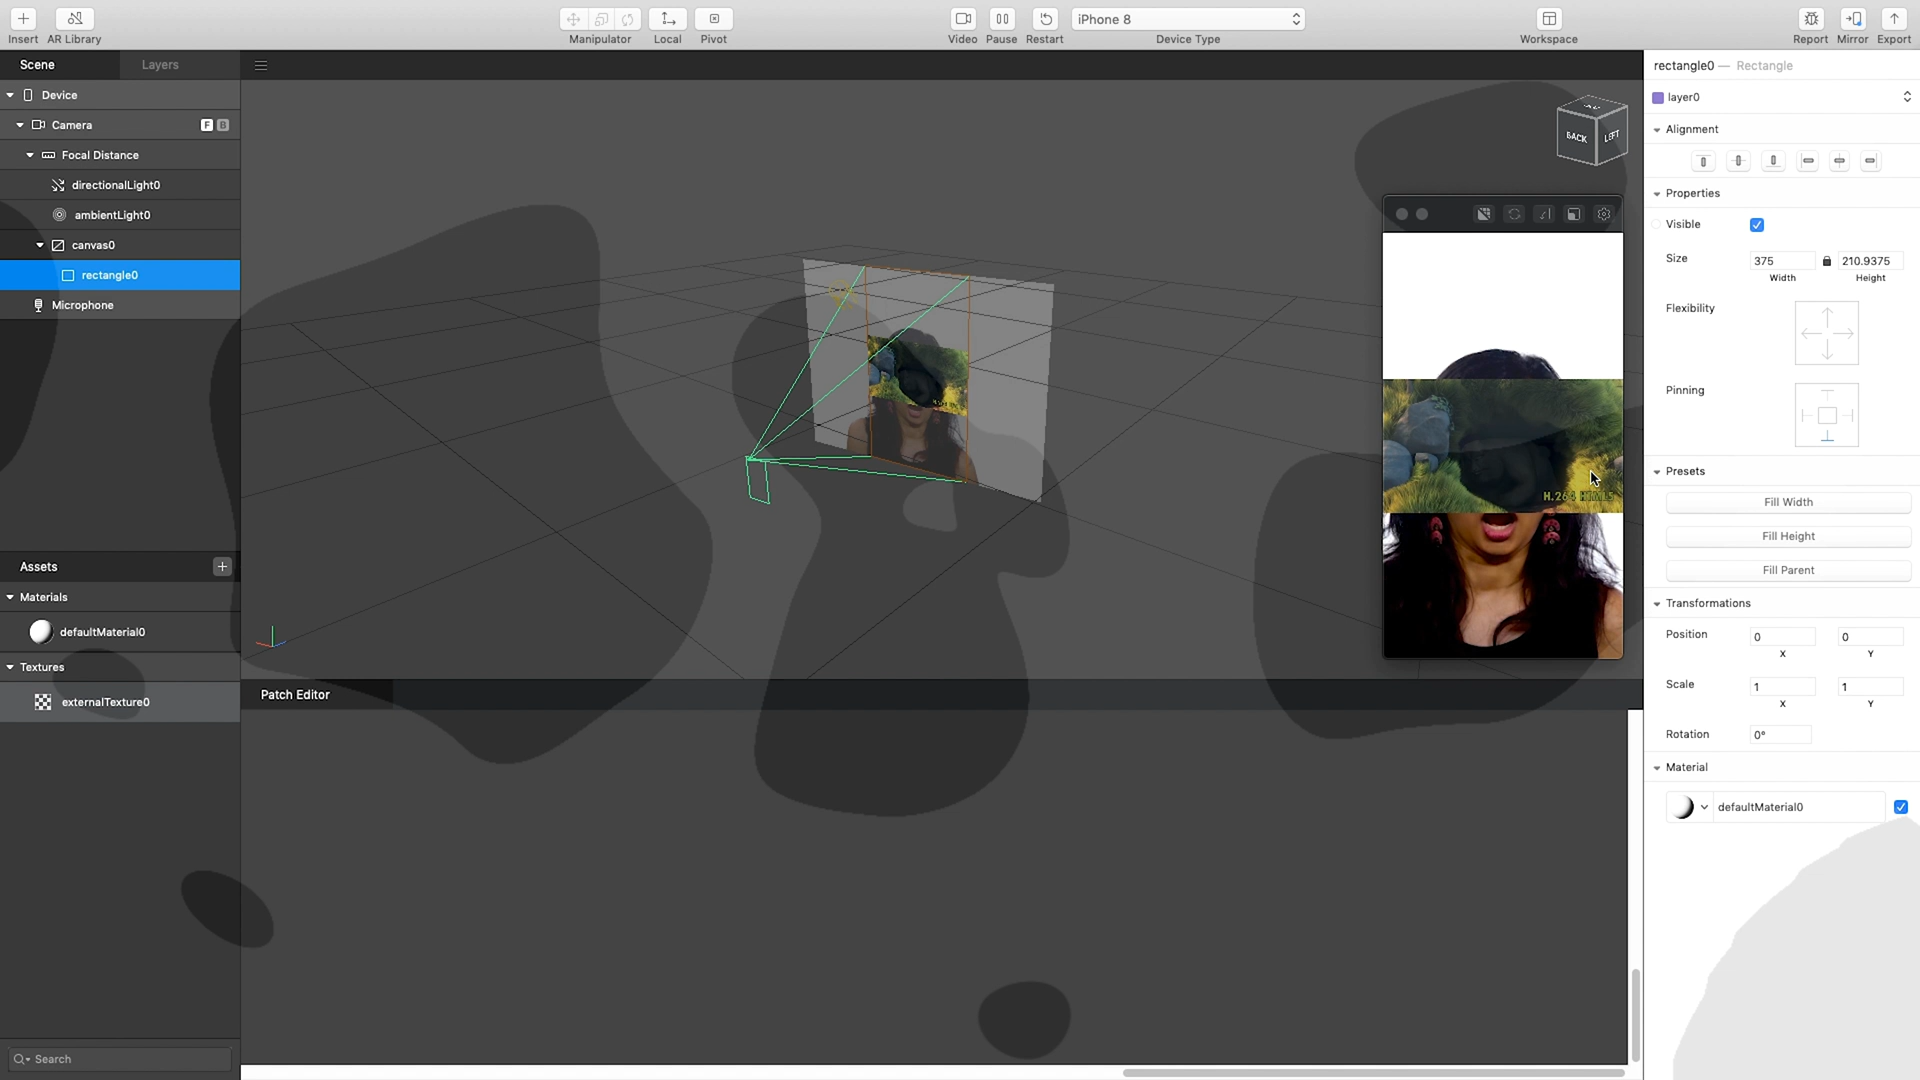 Insert
AR Library
Manipulator
Local
Pivot
Video
Pause
Restart
iPhone 8
Device Type
Workspace
Report
Mirror
Export
Scene
Layers
Device
Camera
F
B
Focal Distance
directionalLight0
ambientLight0
canvas0
rectangle0
Microphone
Assets
Materials
defaultMaterial0
Textures
externalTexture0
Search
BACK
LEFT
H.264
Patch Editor
rectangle0 — Rectangle
layer0
Alignment
Properties
Visible
Size
375
210.9375
Width
Height
Flexibility
Pinning
Presets
Fill Width
Fill Height
Fill Parent
Transformations
Position
0
0
X
Y
Scale
1
1
X
Y
Rotation
0°
Material
defaultMaterial0